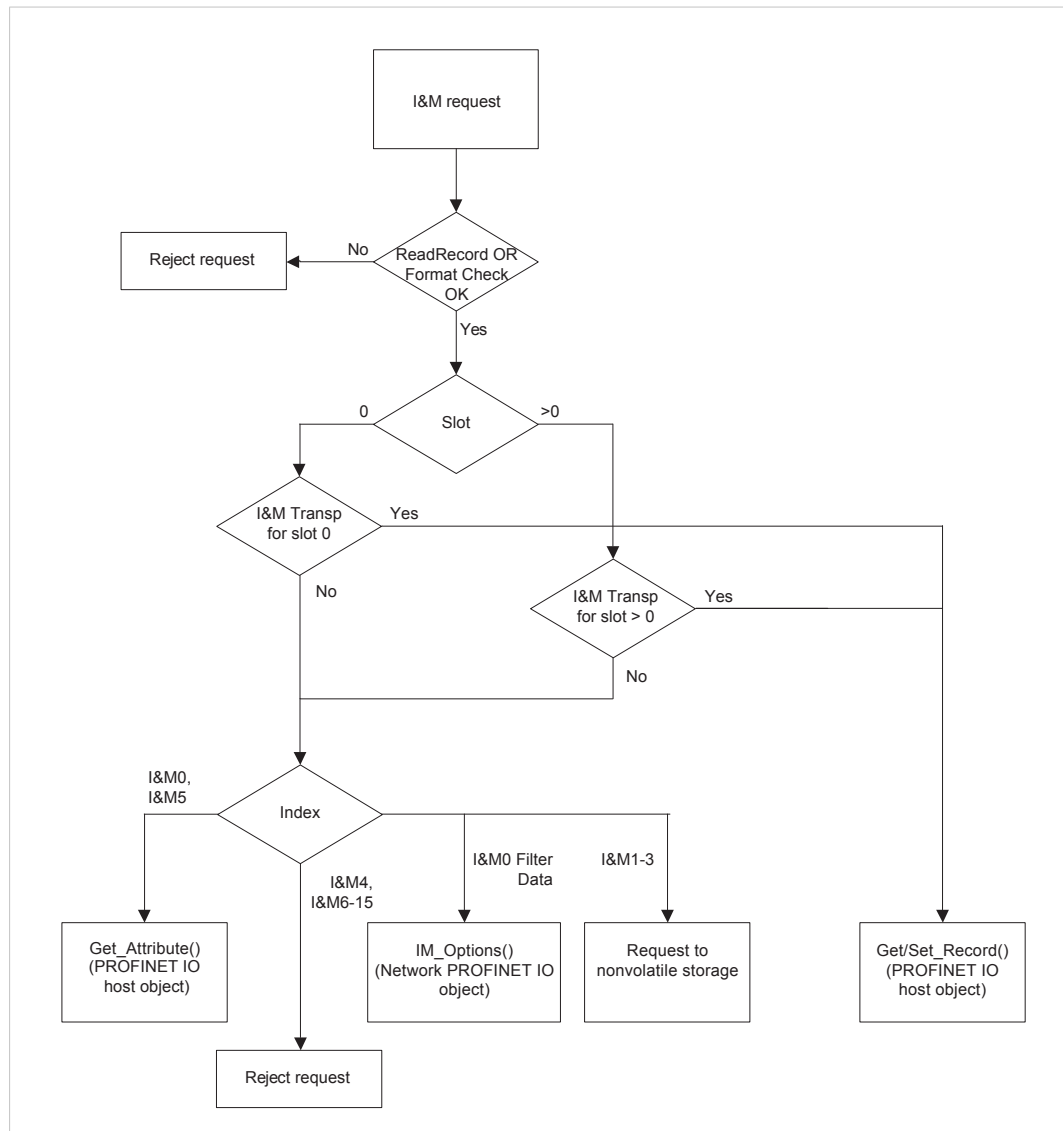 I&M request
No
Reject request
ReadRecord OR
Format Check
OK
Yes
0
Slot
>0
I&M Transp
for slot 0
Yes
No
I&M Transp
for slot > 0
Yes
No
I&M0,
I&M5
Index
I&M4,
I&M6-15
I&M0 Filter
Data
I&M1-3
Get_Attribute()
(PROFINET IO
host object)
IM_Options()
(Network PROFINET IO
object)
Request to
nonvolatile storage
Get/Set_Record()
(PROFINET IO
host object)
Reject request